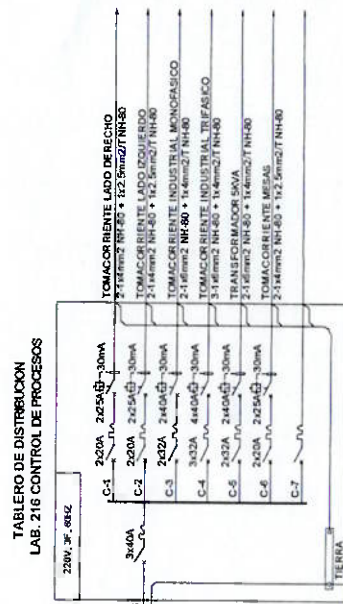 TABLERO DE DISTRIBUCION
LAB. 216 CONTROL DE PROCESOS
220V, 3F, 60HZ
3x40A
C-1 2x20A 2x25A 30mA
TOMACORRIENTE LADO DERECHO
2-1x4mm2 NH-80 + 1x2.5mm2/T NH-80
C-2 2x20A 2x25A 30mA
TOMACORRIENTE LADO IZQUIERDO
2-1x4mm2 NH-80 + 1x2.5mm2/T NH-80
C-3 2x32A 2x40A 30mA
TOMACORRIENTE INDUSTRIAL MONOFASICO
2-1x6mm2 NH-80 + 1x4mm2/T NH-80
C-4 3x32A 4x40A 30mA
TOMACORRIENTE INDUSTRIAL TRIFASICO
3-1x6mm2 NH-80 + 1x4mm2/T NH-80
C-5 2x32A 2x40A 30mA
TRANSFORMADOR 5KVA
2-1x6mm2 NH-80 + 1x4mm2/T NH-80
C-6 2x20A 2x25A 30mA
TOMACORRIENTE MESAS
2-1x4mm2 NH-80 + 1x4mm2/T NH-80
C-7
TIERRA